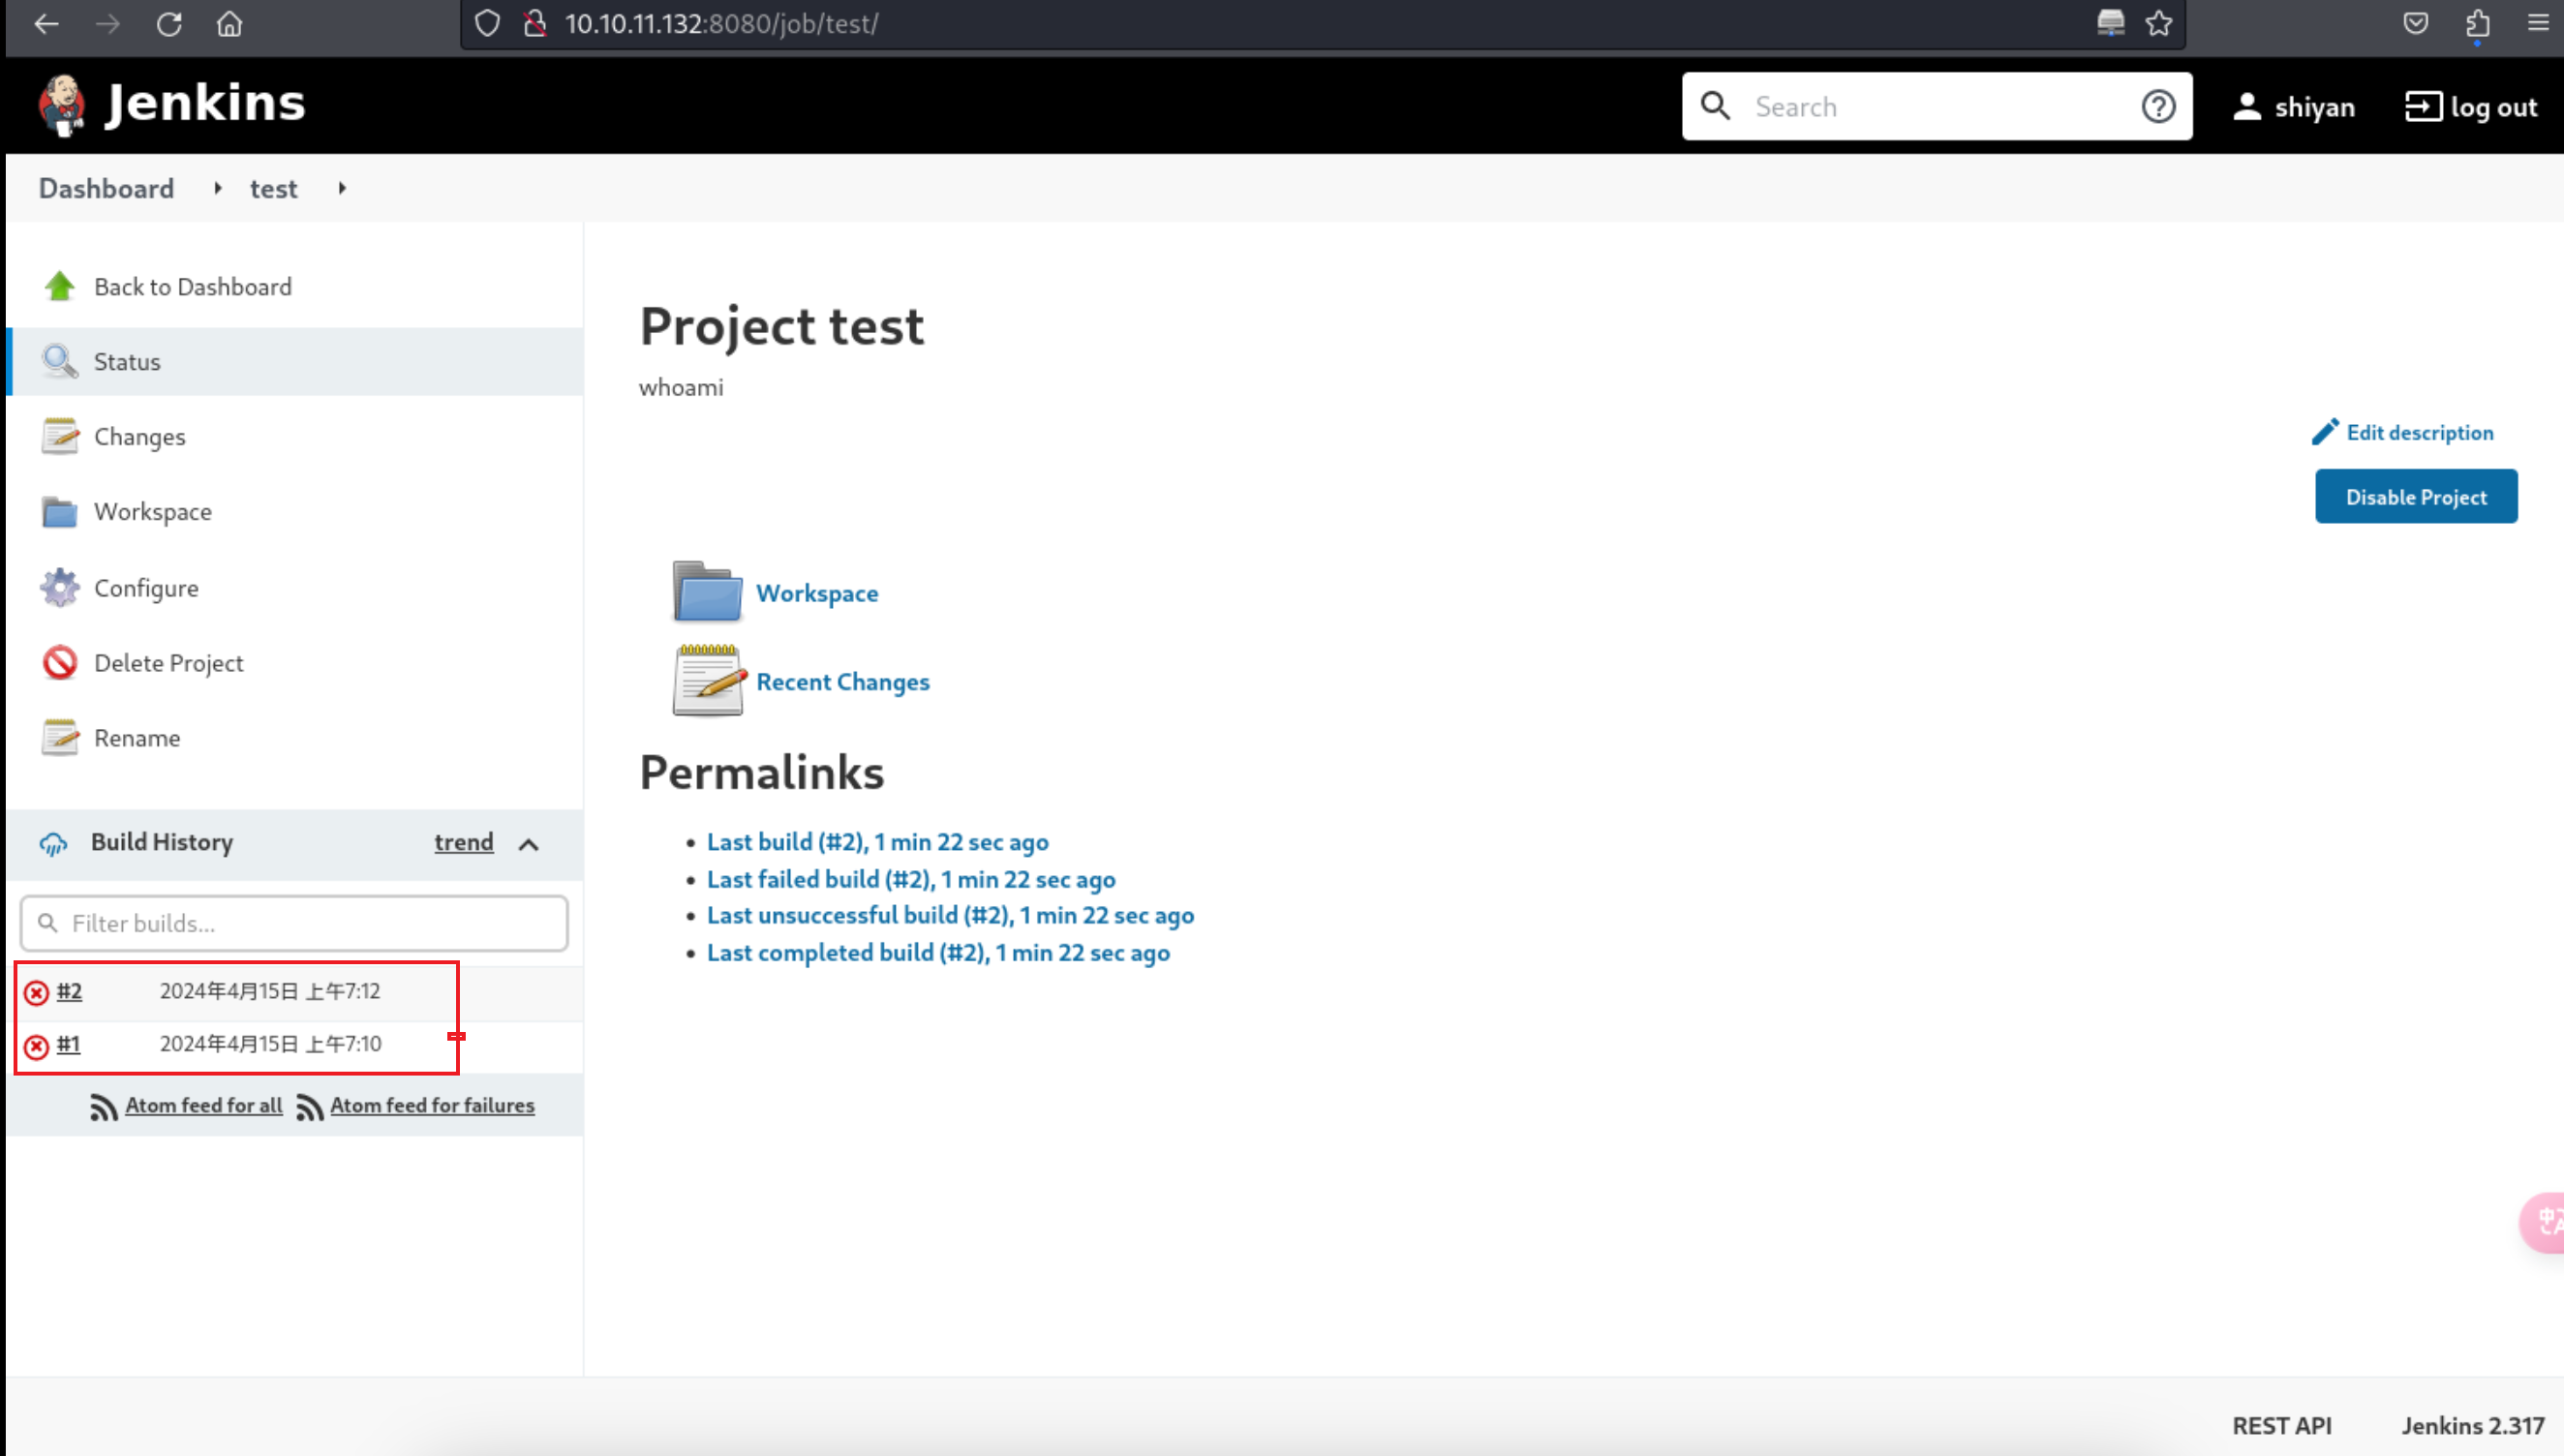 10.10.11.132:8080/job/test/
Jenkins
Search
shiyan
log out
Dashboard
test
Back to Dashboard
Status
Changes
Workspace
Configure
Delete Project
Rename
Build History
trend
Filter builds...
#2 2024年4月15日 上午7:12
#1 2024年4月15日 上午7:10
Atom feed for all
Atom feed for failures
Project test
whoami
Edit description
Disable Project
Workspace
Recent Changes
Permalinks
Last build (#2), 1 min 22 sec ago
Last failed build (#2), 1 min 22 sec ago
Last unsuccessful build (#2), 1 min 22 sec ago
Last completed build (#2), 1 min 22 sec ago
REST API
Jenkins 2.317